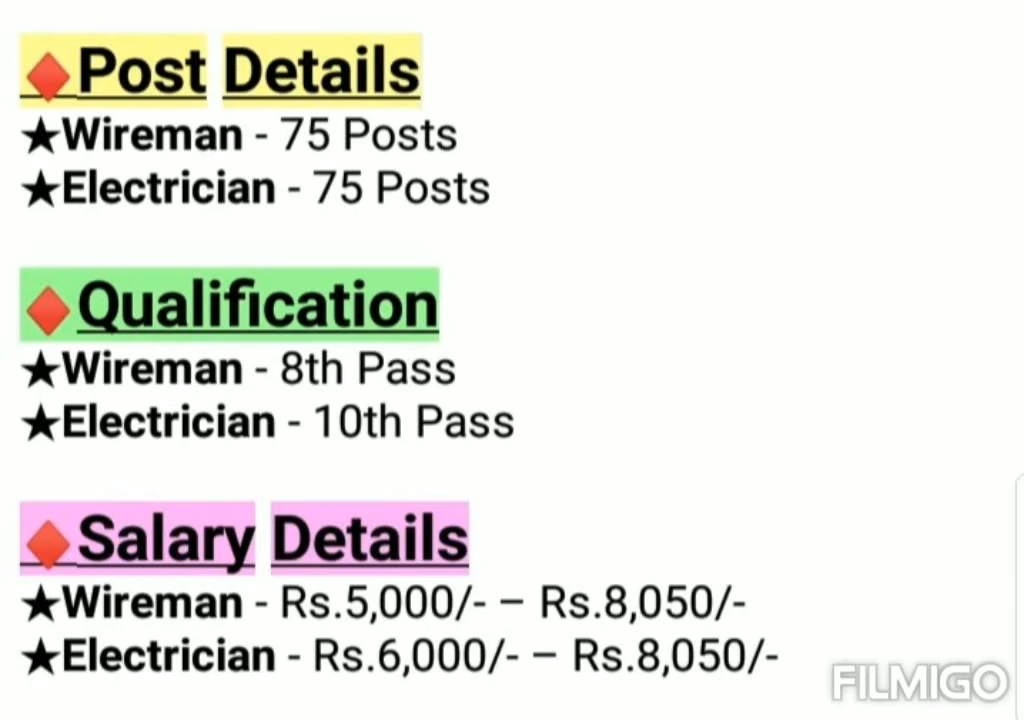 ♦Post Details
★Wireman - 75 Posts
★Electrician - 75 Posts
♦Qualification
★Wireman - 8th Pass
★Electrician - 10th Pass
♦Salary Details
★Wireman - Rs.5,000/- – Rs.8,050/-
★Electrician - Rs.6,000/- – Rs.8,050/-
FILMIGO